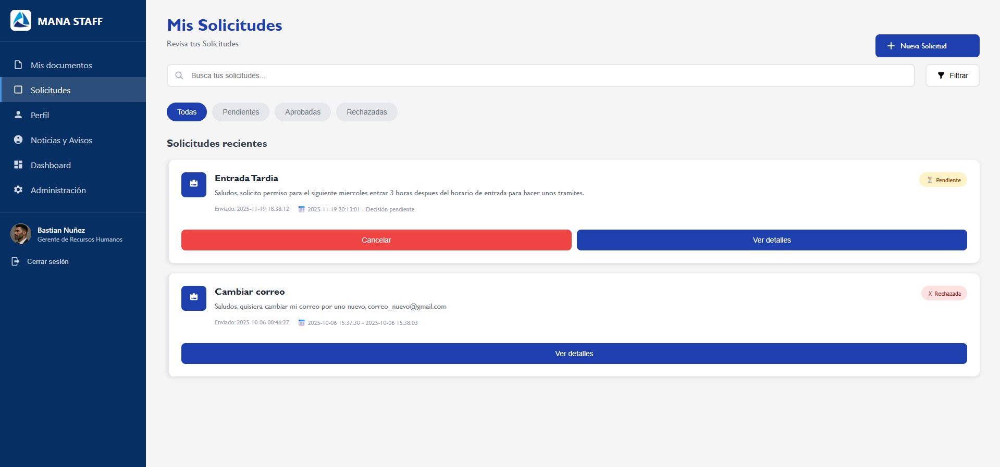 MANA STAFF
Mis documentos
Solicitudes
Perfil
Noticias y Avisos
Dashboard
Administración
Bastian Nuñez
Gerente de Recursos Humanos
Cerrar sesión
Mis Solicitudes
Revisa tus Solicitudes
Nueva Solicitud
Busca tus solicitudes...
Filtrar
Todas
Pendientes
Aprobadas
Rechazadas
Solicitudes recientes
Entrada Tardia
Pendiente
Saludos, solicito permiso para el siguiente miercoles entrar 3 horas despues del horario de entrada para hacer unos tramites.
Enviado: 2025-11-19 18:38:12 2025-11-19 20:13:01 - Decisión pendiente
Cancelar
Ver detalles
Cambiar correo
X Rechazada
Saludos, quisiera cambiar mi correo por uno nuevo, correo_nuevo@gmail.com
Enviado: 2025-10-06 00:46:27 2025-10-06 15:37:30 - 2025-10-06 15:38:03
Ver detalles